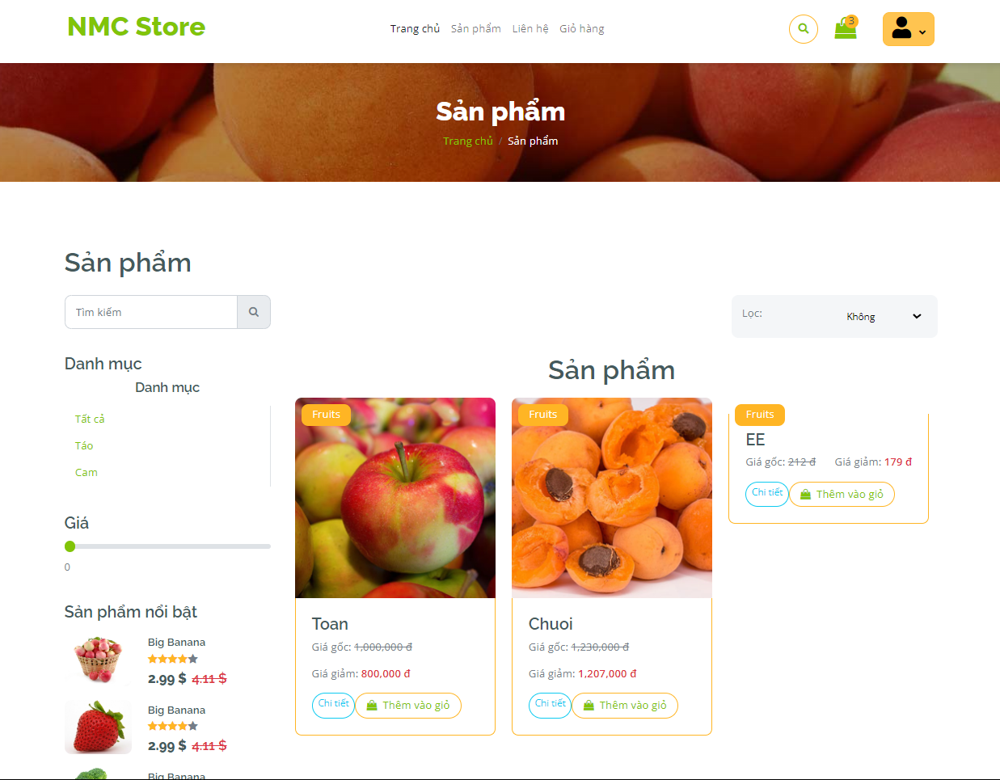 NMC Store
Trang chủ Sản phẩm Liên hệ Giỏ hàng
3
Sản phẩm
Trang chủ / Sản phẩm
Sản phẩm
Tìm kiếm
Lọc: Không
Danh mục
Danh mục
Tất cả
Táo
Cam
Giá
0
Sản phẩm nổi bật
Big Banana
2.99 $ 4.11 $
Big Banana
2.99 $ 4.11 $
Big Banana
Sản phẩm
Fruits
Toan
Giá gốc: 1,000,000 đ
Giá giảm: 800,000 đ
Chi tiết Thêm vào giỏ
Fruits
Chuoi
Giá gốc: 1,230,000 đ
Giá giảm: 1,207,000 đ
Chi tiết Thêm vào giỏ
Fruits
EE
Giá gốc: 212 đ Giá giảm: 179 đ
Chi tiết Thêm vào giỏ